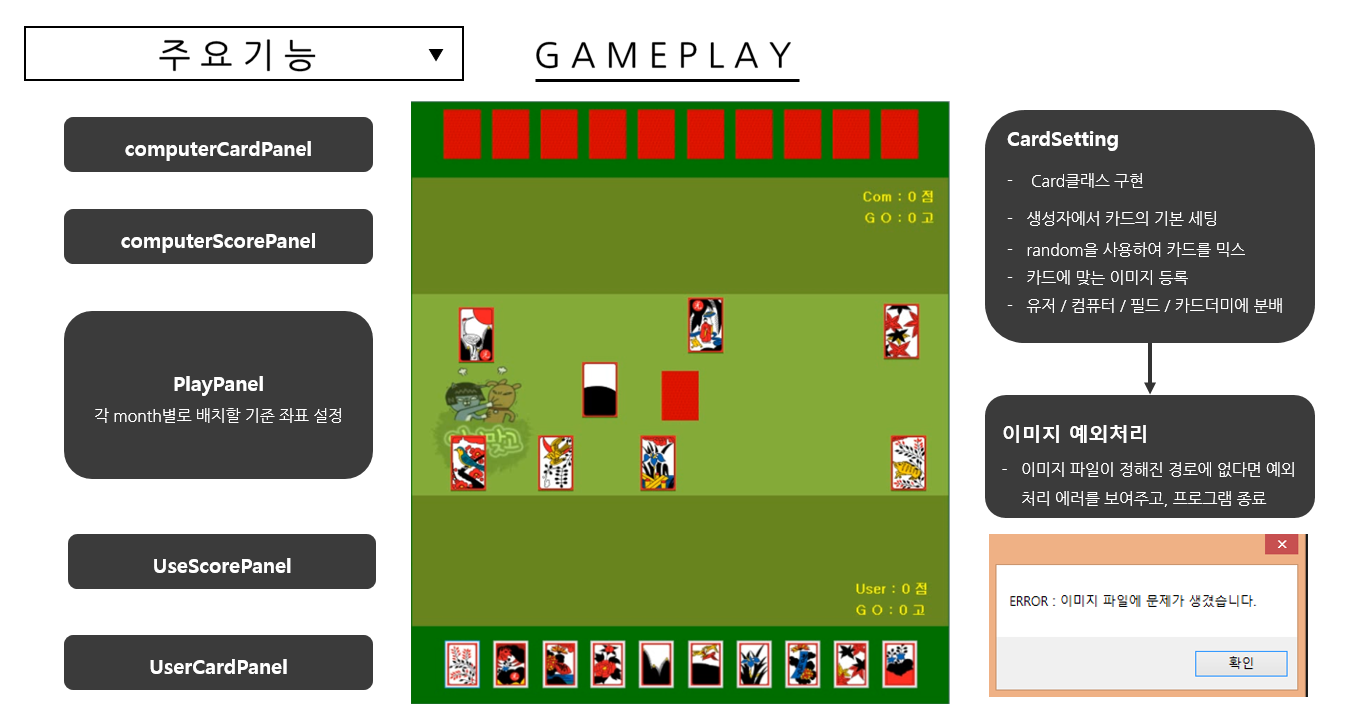 주요기능 ▼
GAMEPLAY
computerCardPanel
computerScorePanel
PlayPanel
각 month별로 배치할 기준 좌표 설정
UseScorePanel
UserCardPanel
Com : 0 점
G O : 0 고
맞고
User : 0 점
G O : 0 고
CardSetting
- Card클래스 구현
- 생성자에서 카드의 기본 세팅
- random을 사용하여 카드를 믹스
- 카드에 맞는 이미지 등록
- 유저 / 컴퓨터 / 필드 / 카드더미에 분배
이미지 예외처리
- 이미지 파일이 정해진 경로에 없다면 예외
처리 에러를 보여주고, 프로그램 종료
ERROR : 이미지 파일에 문제가 생겼습니다.
확인